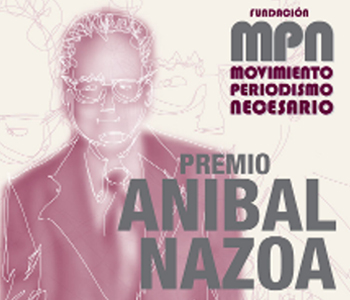 FUNDACIÓN
MPN
MOVIMIENTO
PERIODISMO
NECESARIO
PREMIO
ANIBAL
NAZOA